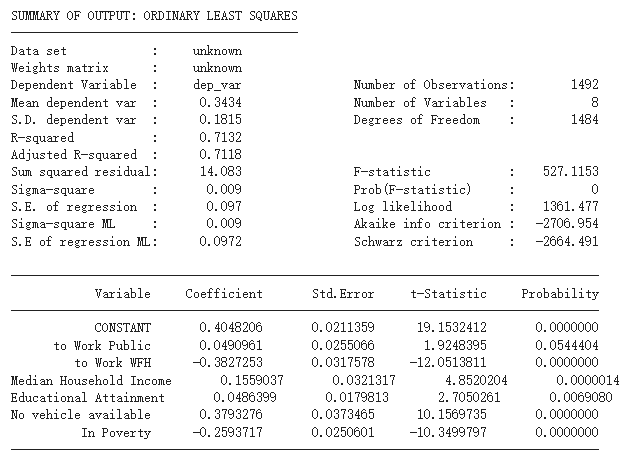 SUMMARY OF OUTPUT: ORDINARY LEAST SQUARES
Data set : unknown
Weights matrix : unknown
Dependent Variable : dep_var Number of Observations: 1492
Mean dependent var : 0.3434 Number of Variables : 8
S.D. dependent var : 0.1815 Degrees of Freedom : 1484
R-squared : 0.7132
Adjusted R-squared : 0.7118
Sum squared residual: 14.083 F-statistic : 527.1153
Sigma-square : 0.009 Prob(F-statistic) : 0
S.E. of regression : 0.097 Log likelihood : 1361.477
Sigma-square ML : 0.009 Akaike info criterion : -2706.954
S.E of regression ML: 0.0972 Schwarz criterion : -2664.491
Variable Coefficient Std.Error t-Statistic Probability
CONSTANT 0.4048206 0.0211359 19.1532412 0.0000000
to Work Public 0.0490961 0.0255066 1.9248395 0.0544404
to Work WFH -0.3827253 0.0317578 -12.0513811 0.0000000
Median Household Income 0.1559037 0.0321317 4.8520204 0.0000014
Educational Attainment 0.0486399 0.0179813 2.7050261 0.0069080
No vehicle available 0.3793276 0.0373465 10.1569735 0.0000000
In Poverty -0.2593717 0.0250601 -10.3499797 0.0000000